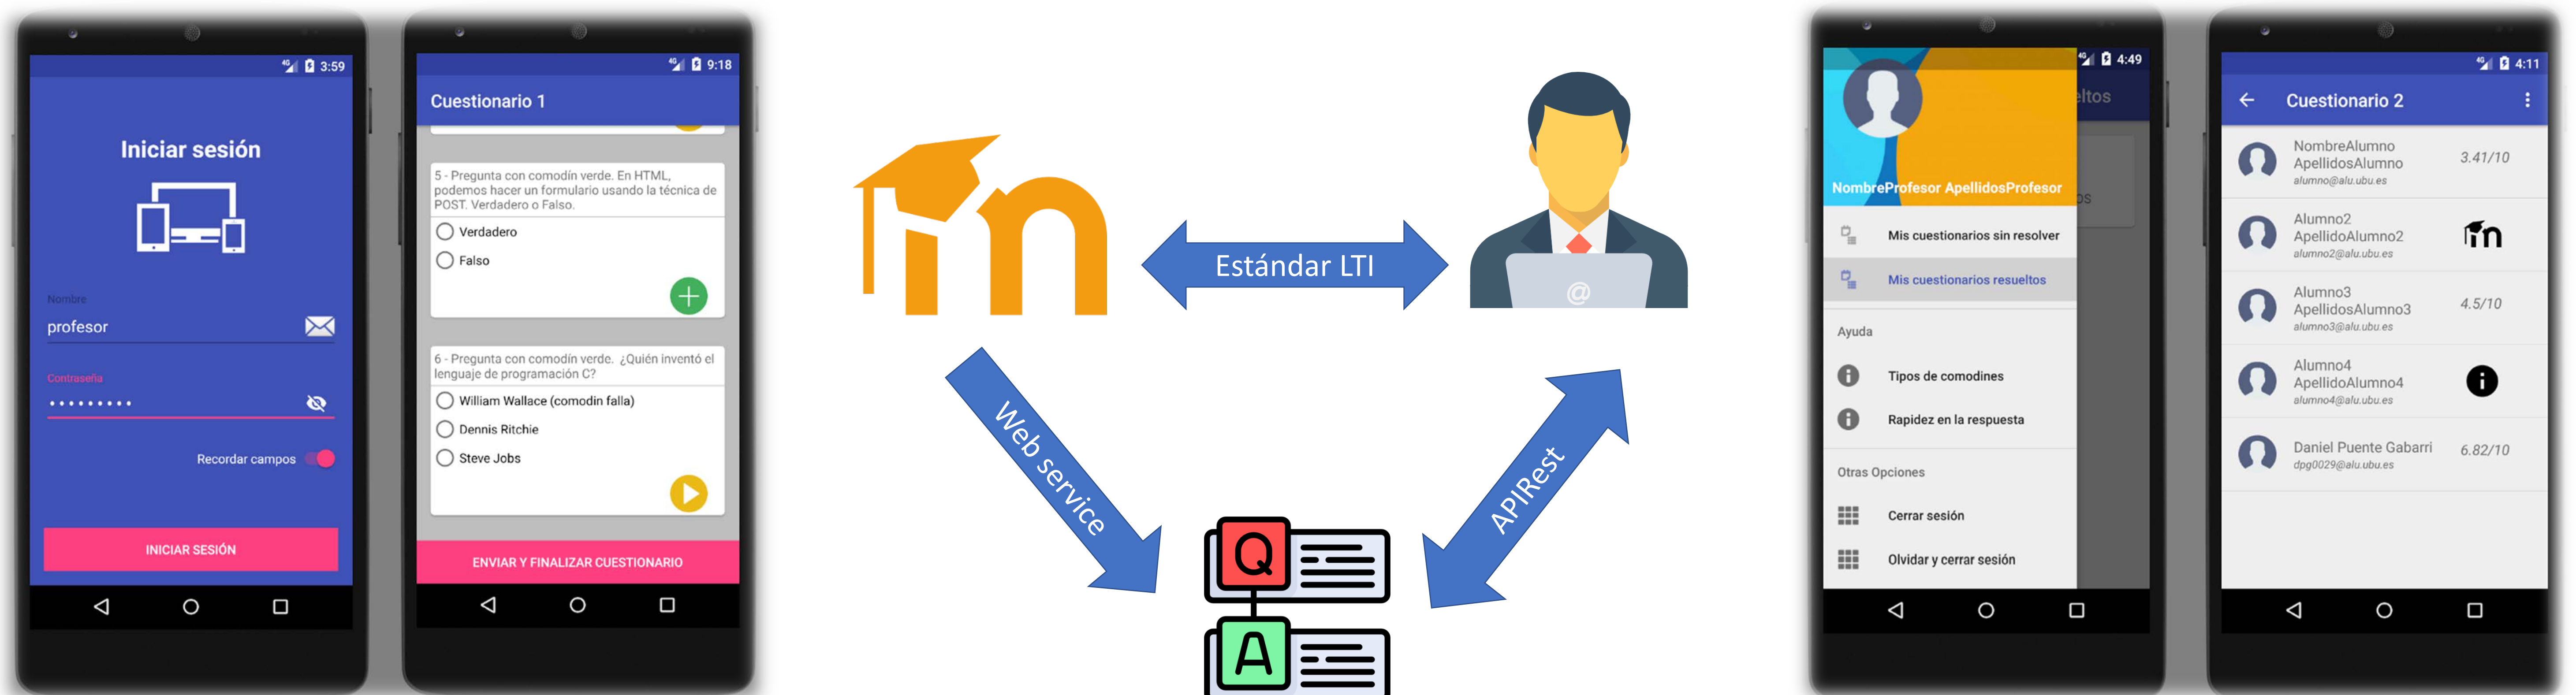 3:59
Iniciar sesión
Nombre
profesor
Contraseña
Recordar campos
INICIAR SESIÓN
9:18
Cuestionario 1
5 - Pregunta con comodín verde. En HTML,
podemos hacer un formulario usando la técnica de
POST. Verdadero o Falso.
Verdadero
Falso
6 - Pregunta con comodín verde. ¿Quién inventó el
lenguaje de programación C?
William Wallace (comodin falla)
Dennis Ritchie
Steve Jobs
ENVIAR Y FINALIZAR CUESTIONARIO
Estándar LTI
@
Web service
APIRest
Q
A
4G 4:49
eltos
os
NombreProfesor ApellidosProfesor
Mis cuestionarios sin resolver
Mis cuestionarios resueltos
Ayuda
Tipos de comodines
Rapidez en la respuesta
Otras Opciones
Cerrar sesión
Olvidar y cerrar sesión
4G 4:11
Cuestionario 2
NombreAlumno
ApellidosAlumno
alumno@alu.ubu.es
3.41/10
Alumno2
ApellidoAlumno2
alumno2@alu.ubu.es
Alumno3
ApellidosAlumno3
alumno3@alu.ubu.es
4.5/10
Alumno4
ApellidoAlumno4
alumno4@alu.ubu.es
Daniel Puente Gabarri
dpg0029@alu.ubu.es
6.82/10